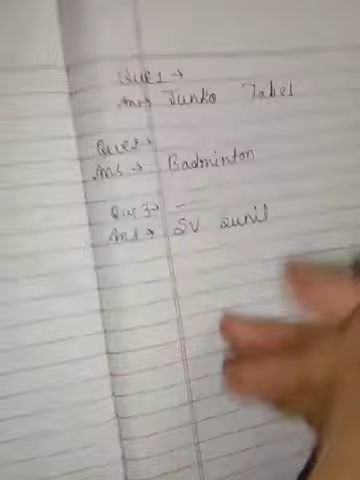 Que 1 →
Ans → Junko Tabei
Que 2 →
Ans → Badminton
Que 3 → –
Ans → SV sunil